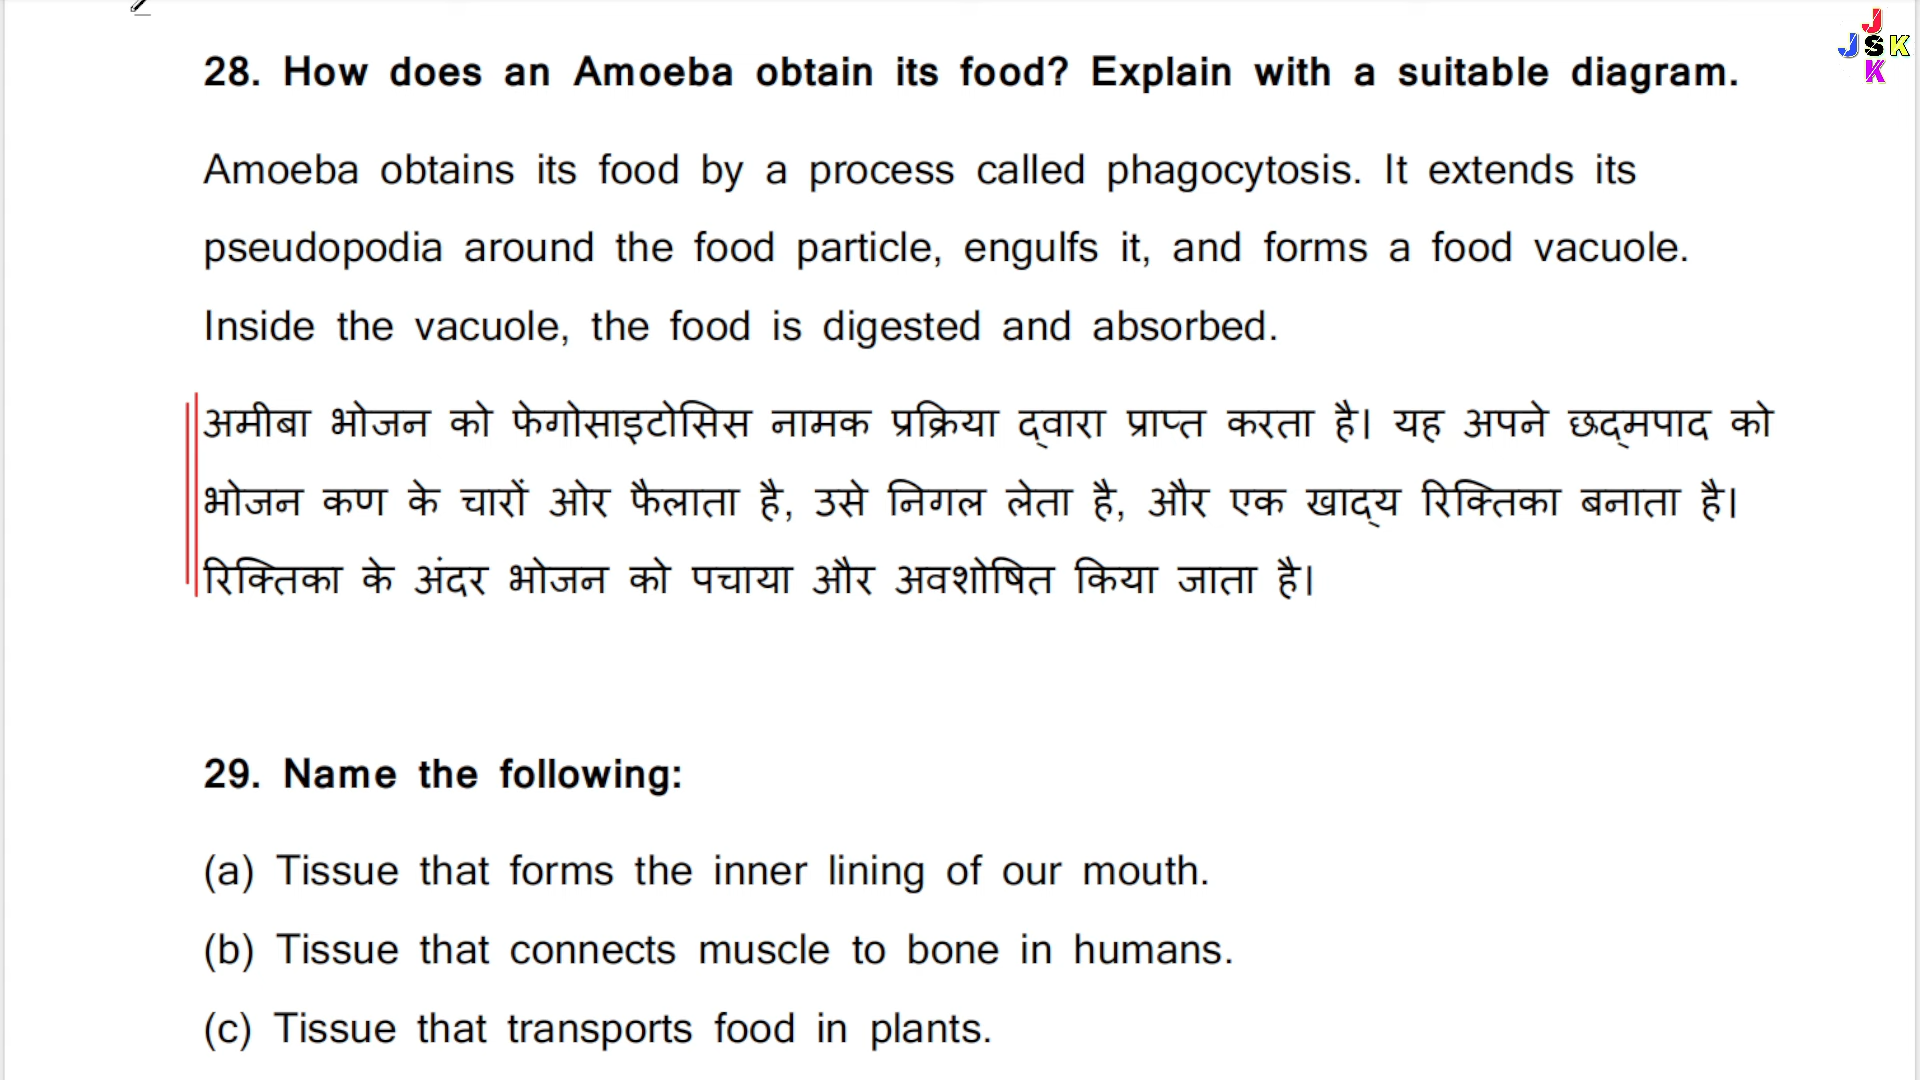 J
JSK
K
28. How does an Amoeba obtain its food? Explain with a suitable diagram.
Amoeba obtains its food by a process called phagocytosis. It extends its
pseudopodia around the food particle, engulfs it, and forms a food vacuole.
Inside the vacuole, the food is digested and absorbed.
अमीबा भोजन को फेगोसाइटोसिस नामक प्रक्रिया द्वारा प्राप्त करता है। यह अपने छद्मपाद को
भोजन कण के चारों ओर फैलाता है, उसे निगल लेता है, और एक खाद्य रिक्तिका बनाता है।
रिक्तिका के अंदर भोजन को पचाया और अवशोषित किया जाता है।
29. Name the following:
(a) Tissue that forms the inner lining of our mouth.
(b) Tissue that connects muscle to bone in humans.
(c) Tissue that transports food in plants.